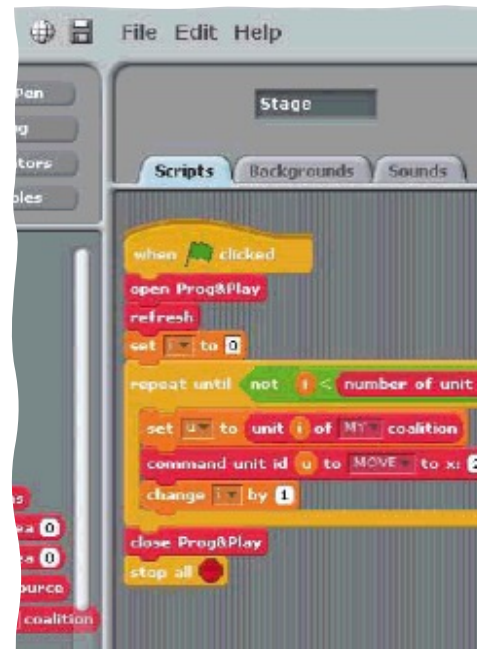 File Edit Help
Pen
Stage
Scripts Backgrounds Sounds
when clicked
open Prog&Play
refresh
set i to 0
repeat until not i < number of unit
set u to unit i of MY coalition
command unit id u to MOVE to x: 2
change i by 1
close Prog&Play
stop all
g
tors
bles
s
ea 0
ea 0
ource
coalition